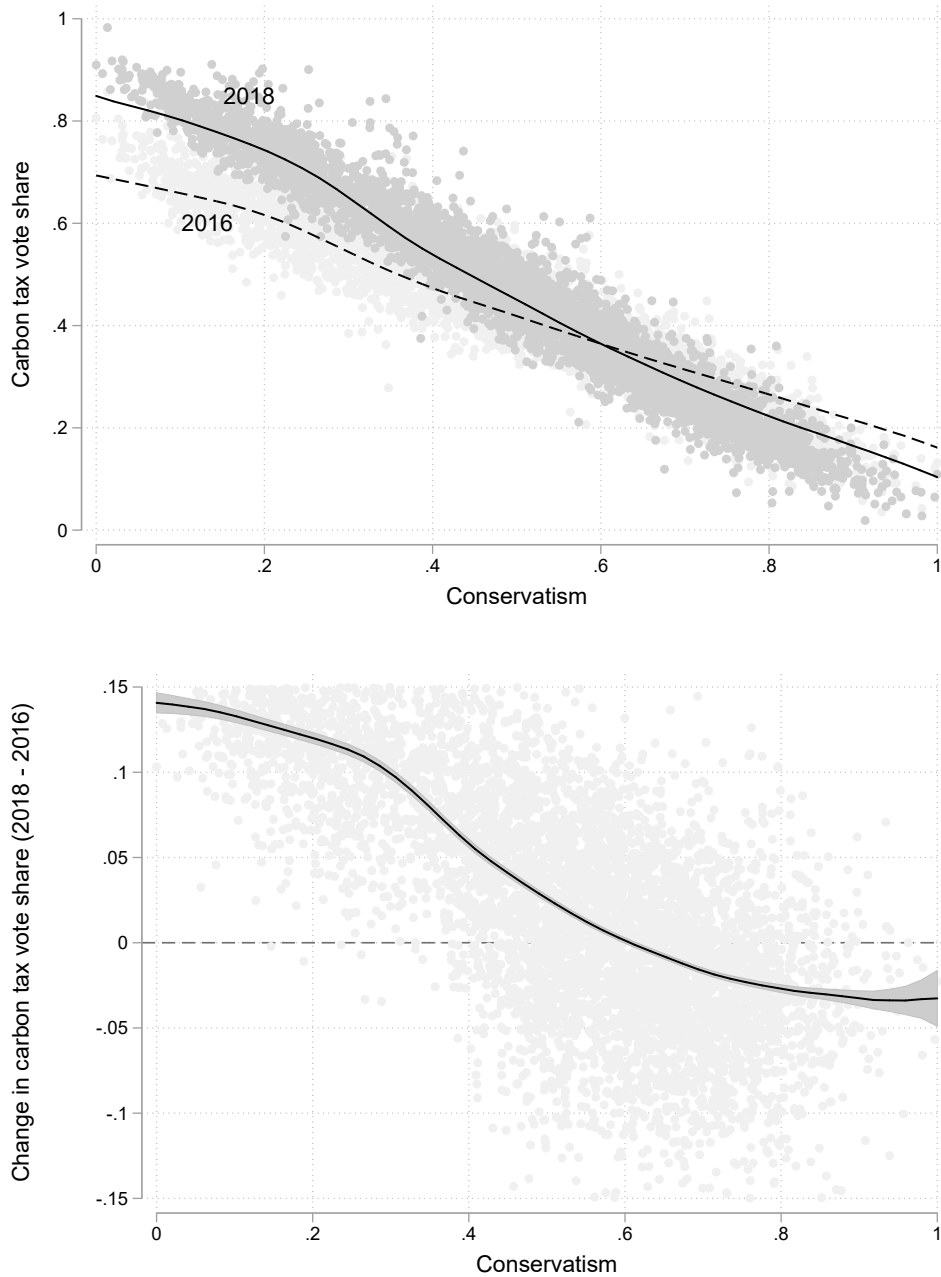 1
.8
.6
.4
.2
0
Carbon tax vote share
2018
2016
0 .2 .4 .6 .8 1
Conservatism
.15
.1
.05
0
-.05
-.1
-.15
Change in carbon tax vote share (2018 - 2016)
0 .2 .4 .6 .8 1
Conservatism